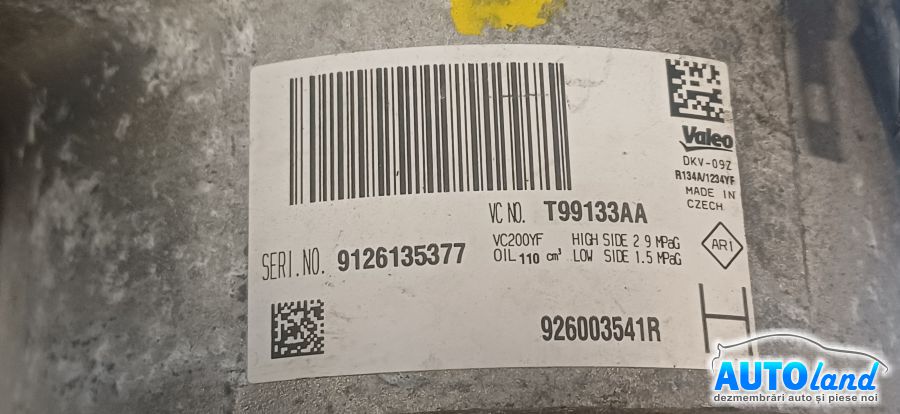 Valeo
DKV-09Z
R134A/1234YF
MADE IN
CZECH
VC NO. T99133AA
SERI.NO. 9126135377
VC200YF HIGH SIDE 2.9 MPaG
OIL 110 cm³ LOW SIDE 1.5 MPaG
AR1
926003541R
H
AUTOland
dezmembrări auto și piese noi